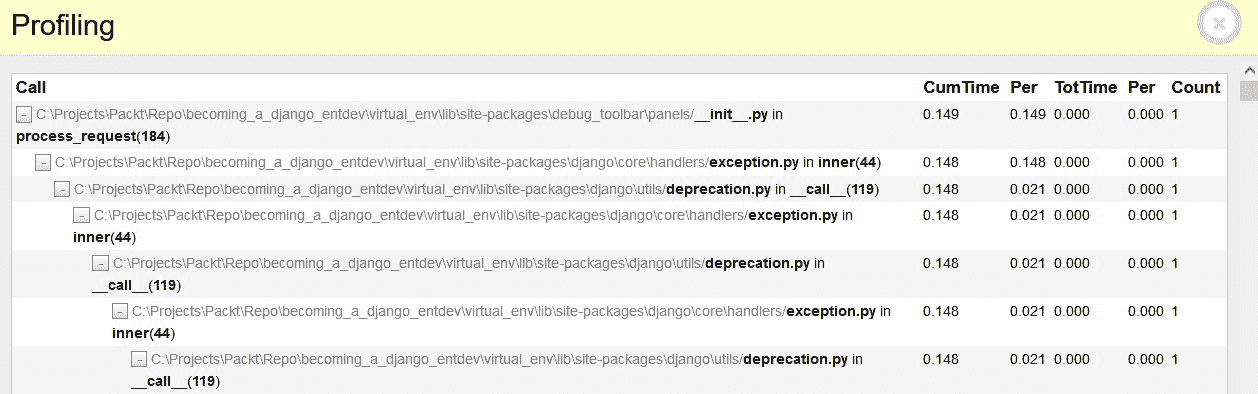 Profiling
Call CumTime Per TotTime Per Count
C:\Projects\Packt\Repo\becoming_a_django_entdev\virtual_env\lib\site-packages\debug_toolbar\panels/__init__.py in 0.149 0.149 0.000 0.000 1
process_request(184)
C:\Projects\Packt\Repo\becoming_a_django_entdev\virtual_env\lib\site-packages\django\core\handlers/exception.py in inner(44) 0.148 0.148 0.000 0.000 1
C:\Projects\Packt\Repo\becoming_a_django_entdev\virtual_env\lib\site-packages\django\utils/deprecation.py in __call__(119) 0.148 0.021 0.000 0.000 1
C:\Projects\Packt\Repo\becoming_a_django_entdev\virtual_env\lib\site-packages\django\core\handlers/exception.py in 0.148 0.021 0.000 0.000 1
inner(44)
C:\Projects\Packt\Repo\becoming_a_django_entdev\virtual_env\lib\site-packages\django\utils/deprecation.py in 0.148 0.021 0.000 0.000 1
__call__(119)
C:\Projects\Packt\Repo\becoming_a_django_entdev\virtual_env\lib\site-packages\django\core\handlers/exception.py in 0.148 0.021 0.000 0.000 1
inner(44)
C:\Projects\Packt\Repo\becoming_a_django_entdev\virtual_env\lib\site-packages\django\utils/deprecation.py in 0.148 0.021 0.000 0.000 1
__call__(119)